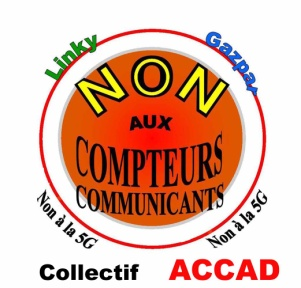 Linky
Gazpar
NON
AUX
COMPTEURS
COMMUNICANTS
Non à la 5G
Non à la 5G
Collectif ACCAD